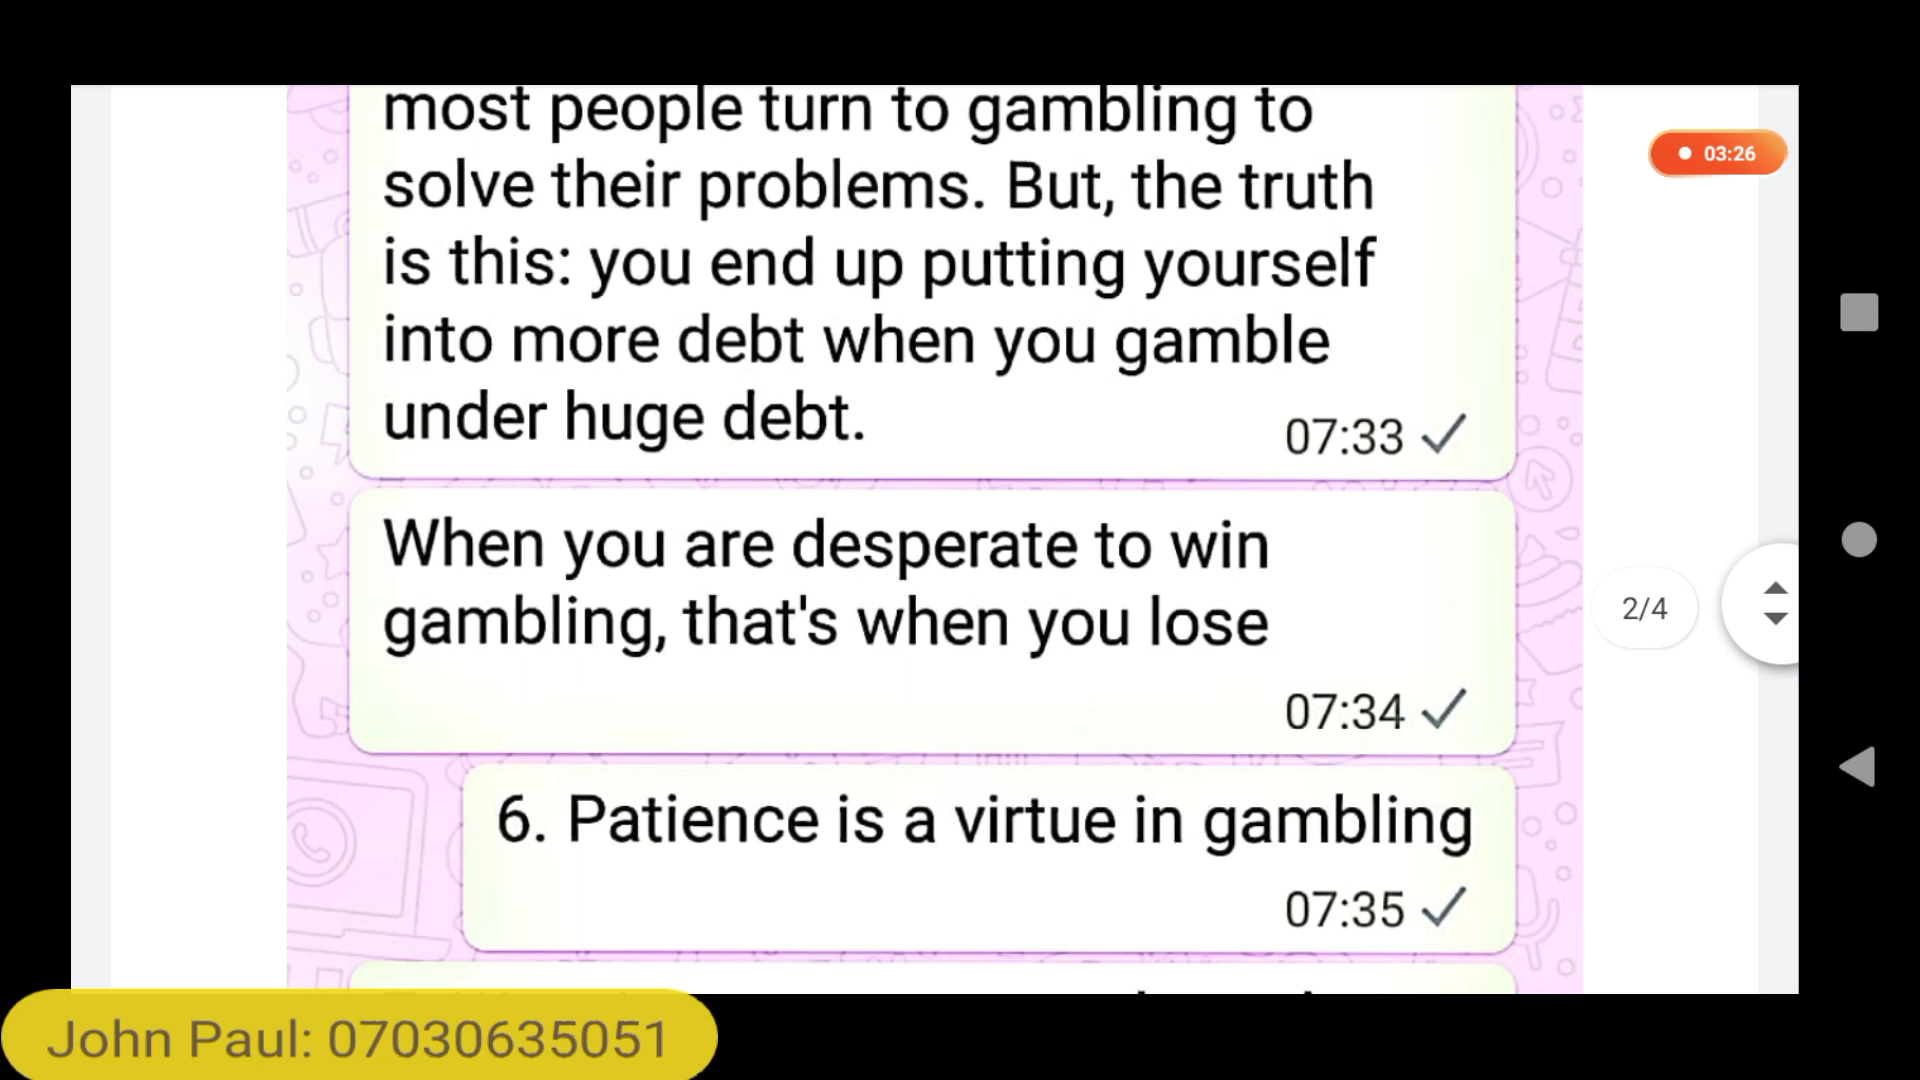 most people turn to gambling to
solve their problems. But, the truth
is this: you end up putting yourself
into more debt when you gamble
under huge debt.
07:33
When you are desperate to win
gambling, that's when you lose
07:34
6. Patience is a virtue in gambling
07:35
03:26
2/4
John Paul: 07030635051